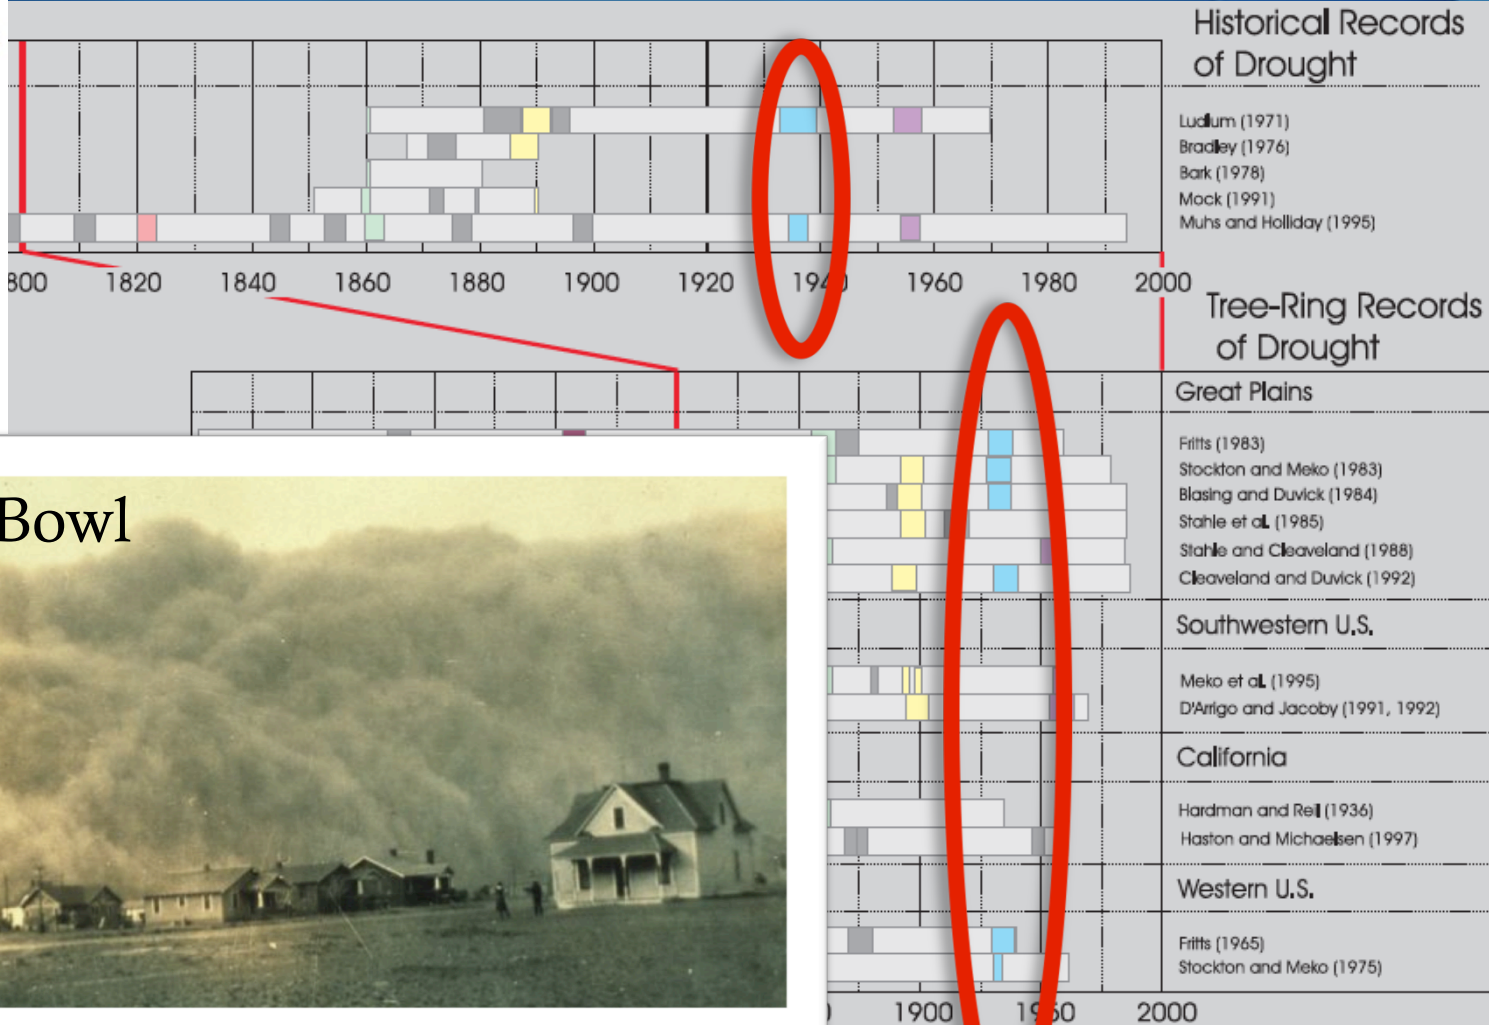 Historical Records
of Drought
Ludlum (1971)
Bradley (1976)
Bark (1978)
Mock (1991)
Muhs and Holliday (1995)
800 1820 1840 1860 1880 1900 1920 1940 1960 1980 2000
Tree-Ring Records
of Drought
Great Plains
Fritts (1983)
Stockton and Meko (1983)
Blasing and Duvick (1984)
Stahle et al. (1985)
Stahle and Cleaveland (1988)
Cleaveland and Duvick (1992)
Southwestern U.S.
Meko et al. (1995)
D'Arrigo and Jacoby (1991, 1992)
California
Hardman and Reil (1936)
Haston and Michaelsen (1997)
Western U.S.
Fritts (1965)
Stockton and Meko (1975)
1900 1950 2000
Bowl